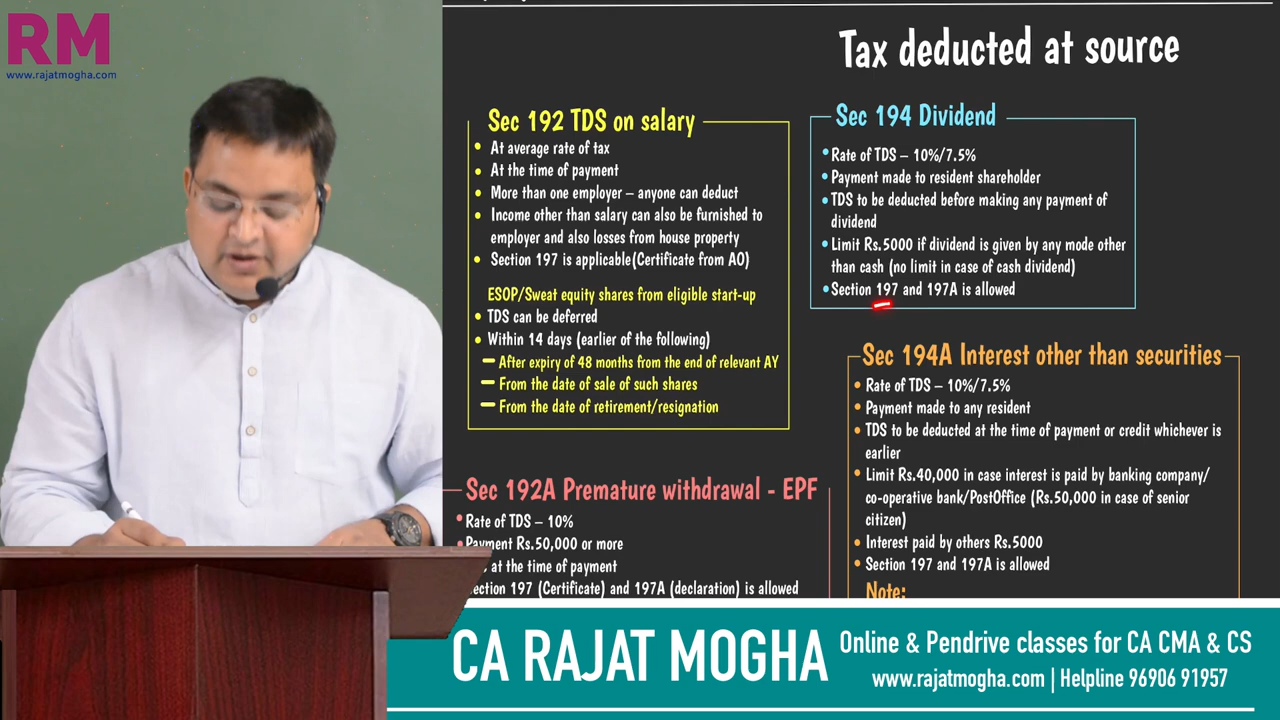 RM
www.rajatmogha.com
Tax deducted at source
Sec 192 TDS on salary
• At average rate of tax
• At the time of payment
• More than one employer – anyone can deduct
• Income other than salary can also be furnished to
employer and also losses from house property
• Section 197 is applicable(Certificate from AO)
ESOP/Sweat equity shares from eligible start-up
• TDS can be deferred
• Within 14 days (earlier of the following)
– After expiry of 48 months from the end of relevant AY
– From the date of sale of such shares
– From the date of retirement/resignation
Sec 192A Premature withdrawal - EPF
• Rate of TDS – 10%
• Payment Rs.50,000 or more
at the time of payment
ection 197 (Certificate) and 197A (declaration) is allowed
Sec 194 Dividend
• Rate of TDS – 10%/7.5%
• Payment made to resident shareholder
• TDS to be deducted before making any payment of
dividend
• Limit Rs.5000 if dividend is given by any mode other
than cash (no limit in case of cash dividend)
• Section 197 and 197A is allowed
Sec 194A Interest other than securities
• Rate of TDS – 10%/7.5%
• Payment made to any resident
• TDS to be deducted at the time of payment or credit whichever is
earlier
• Limit Rs.40,000 in case interest is paid by banking company/
co-operative bank/PostOffice (Rs.50,000 in case of senior
citizen)
• Interest paid by others Rs.5000
• Section 197 and 197A is allowed
Note:
CA RAJAT MOGHA
Online & Pendrive classes for CA CMA & CS
www.rajatmogha.com | Helpline 96906 91957